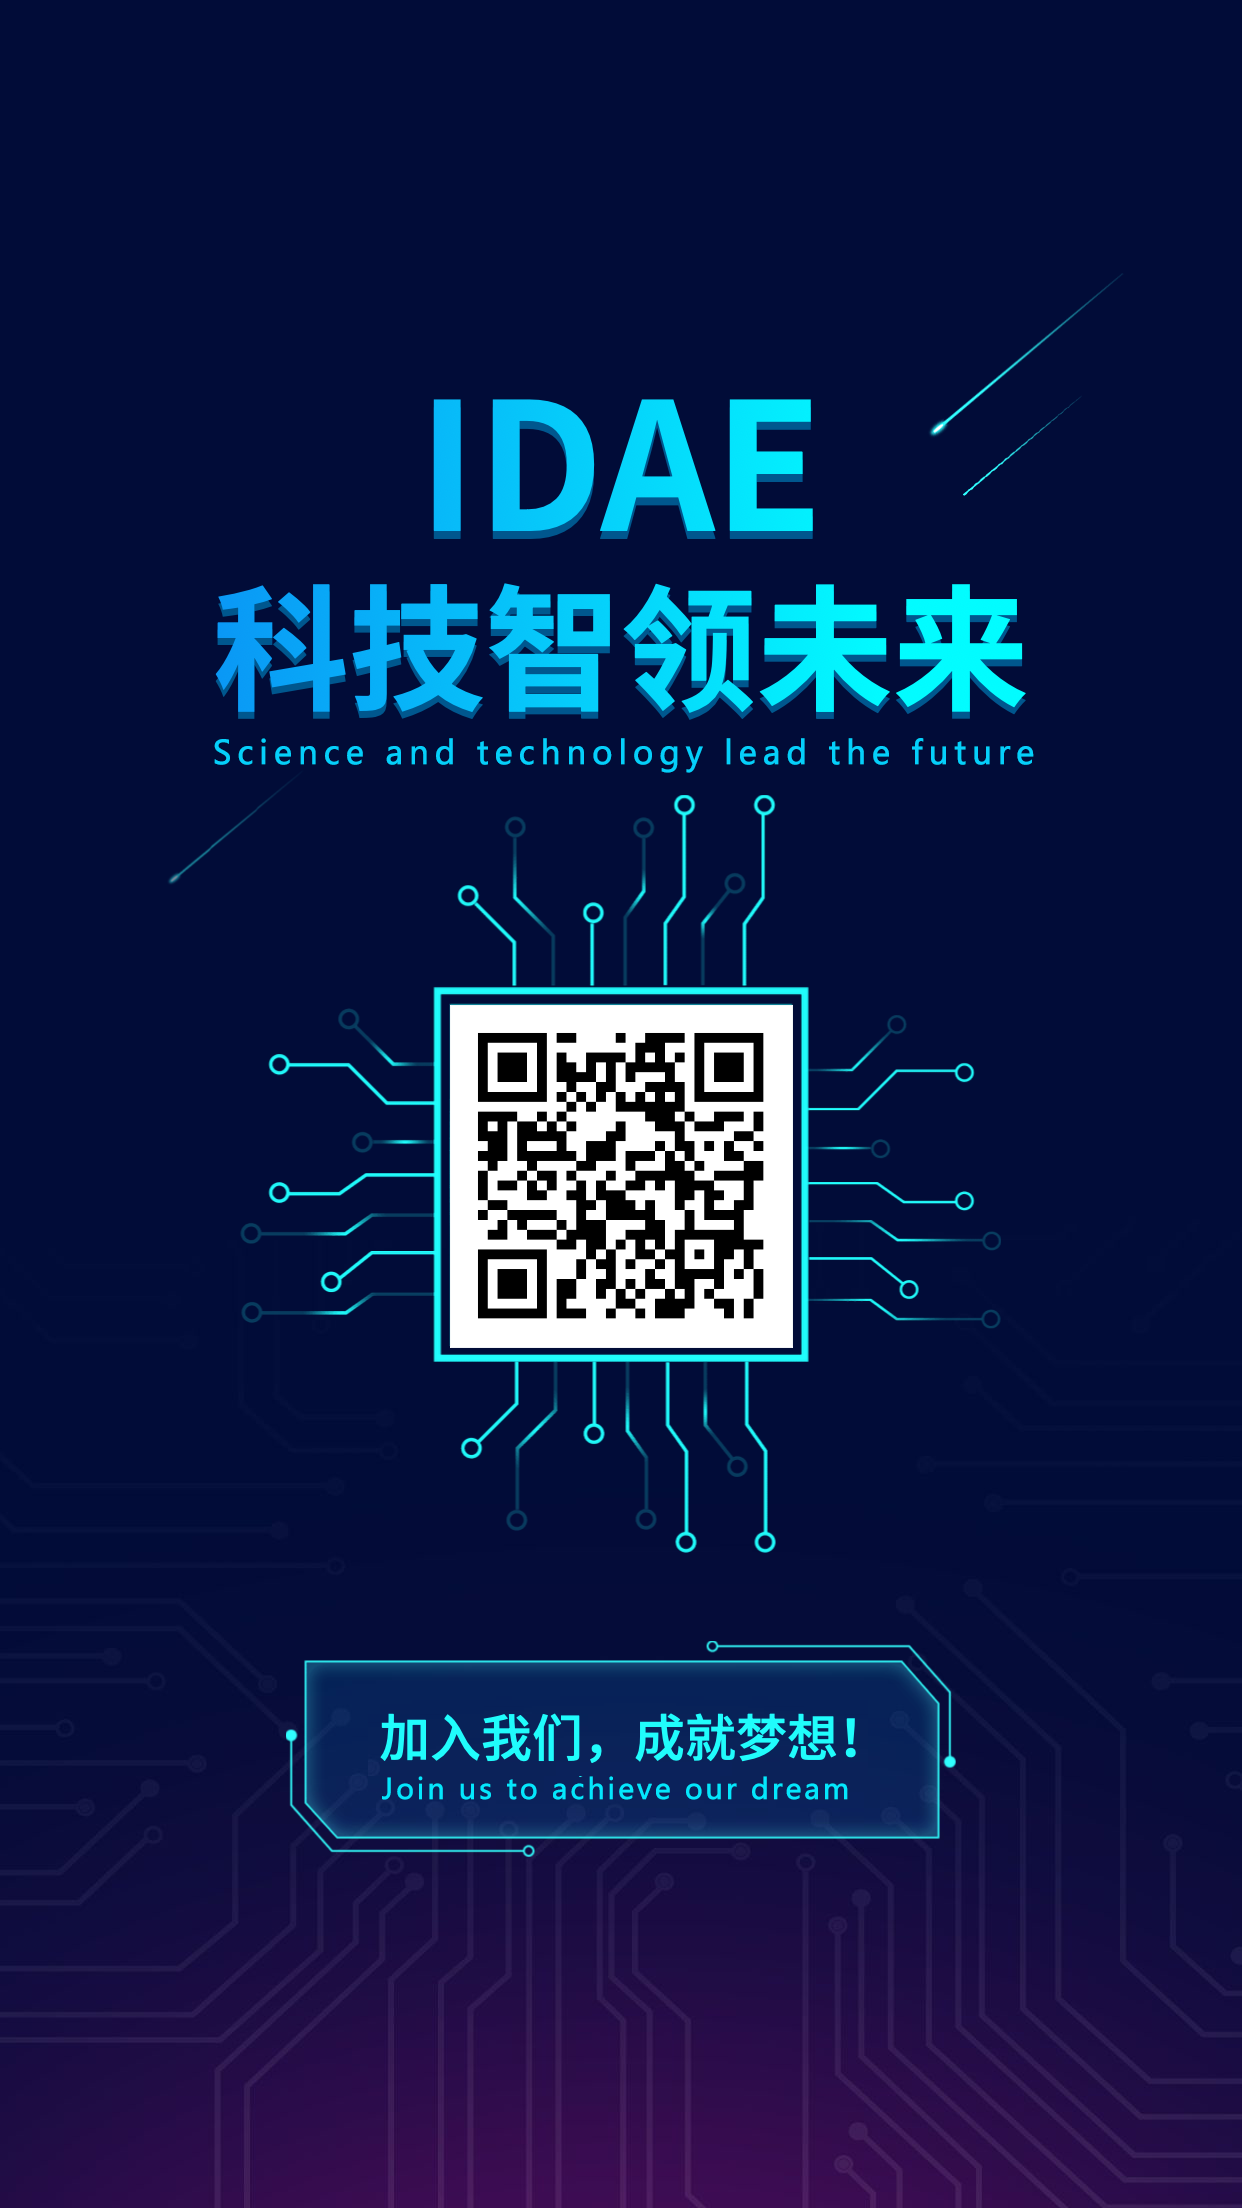 IDAE
科技智领未来
Science and technology lead the future
加入我们，成就梦想！
Join us to achieve our dream